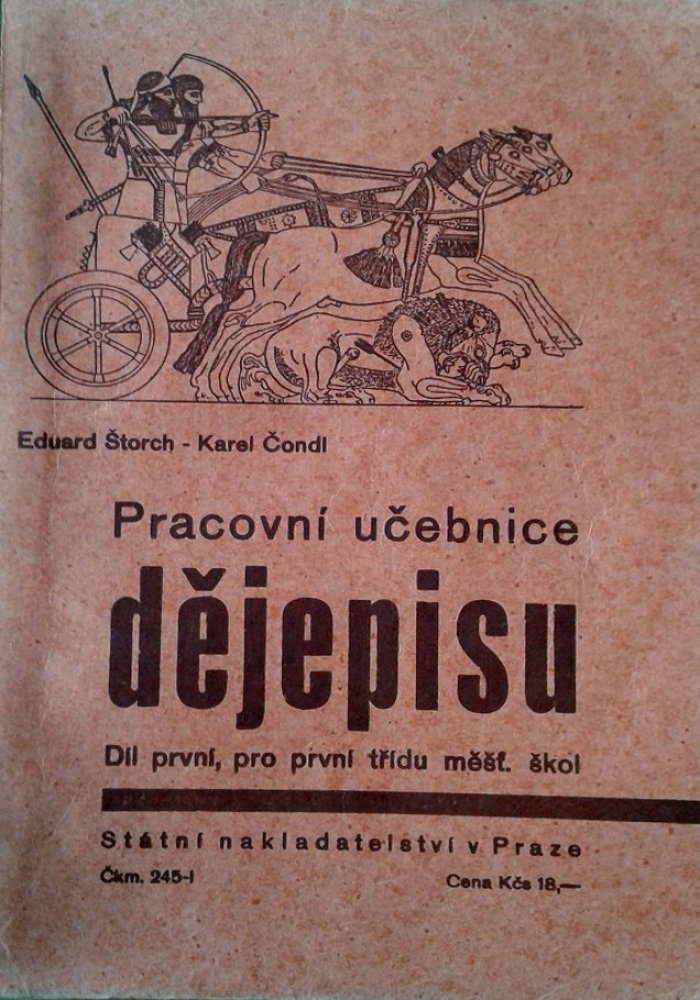 Eduard Štorch - Karel Čondl
Pracovní učebnice
dějepisu
Díl první, pro první třídu měšť. škol
Státní nakladatelství v Praze
Čkm. 245-I
Cena Kčs 18,—